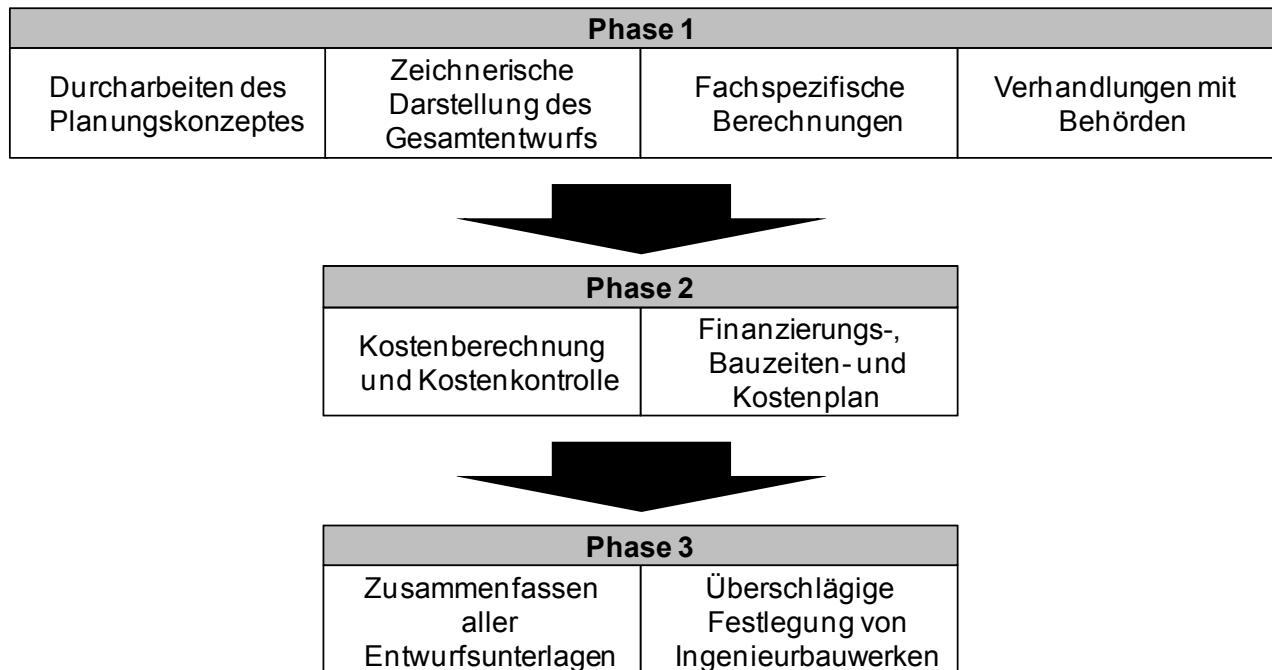 Phase 1
Durcharbeiten des
Planungskonzeptes
Zeichnerische
Darstellung des
Gesamtentwurfs
Fachspezifische
Berechnungen
Verhandlungen mit
Behörden
Phase 2
Kostenberechnung
und Kostenkontrolle
Finanzierungs-,
Bauzeiten- und
Kostenplan
Phase 3
Zusammenfassen
aller
Entwurfsunterlagen
Überschlägige
Festlegung von
Ingenieurbauwerken